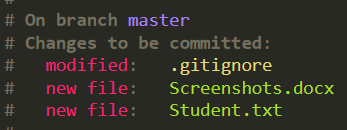 #
# On branch master
# Changes to be committed:
#   modified:   .gitignore
#   new file:   Screenshots.docx
#   new file:   Student.txt
#